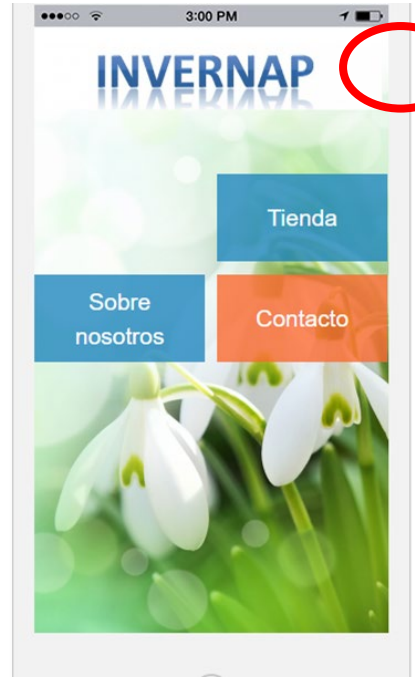 3:00 PM
INVERNAP
Tienda
Sobre
nosotros
Contacto